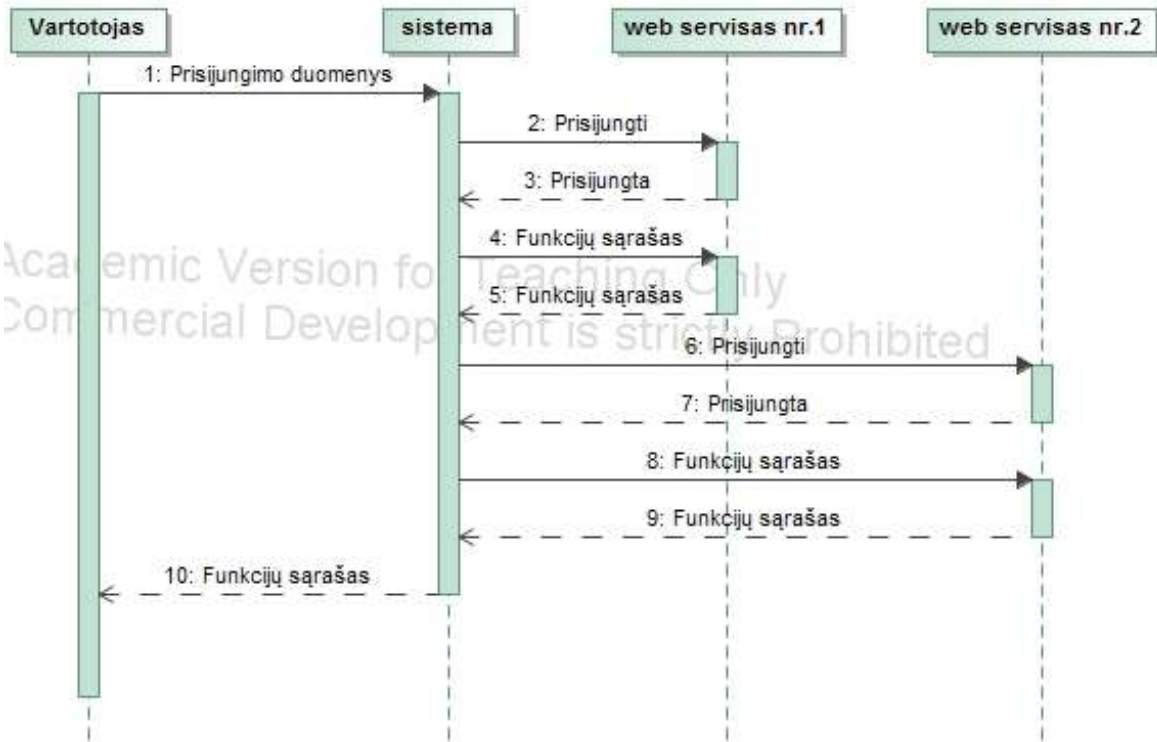 Vartotojas
sistema
web servisas nr.1
web servisas nr.2
1: Prisijungimo duomenys
2: Prisijungti
3: Prisijungta
4: Funkcijų sąrašas
Academic Version for Teaching Only
5: Funkcijų sąrašas
Commercial Development is strictly Prohibited
6: Prisijungti
7: Prisijungta
8: Funkcijų sąrašas
9: Funkcijų sąrašas
10: Funkcijų sąrašas